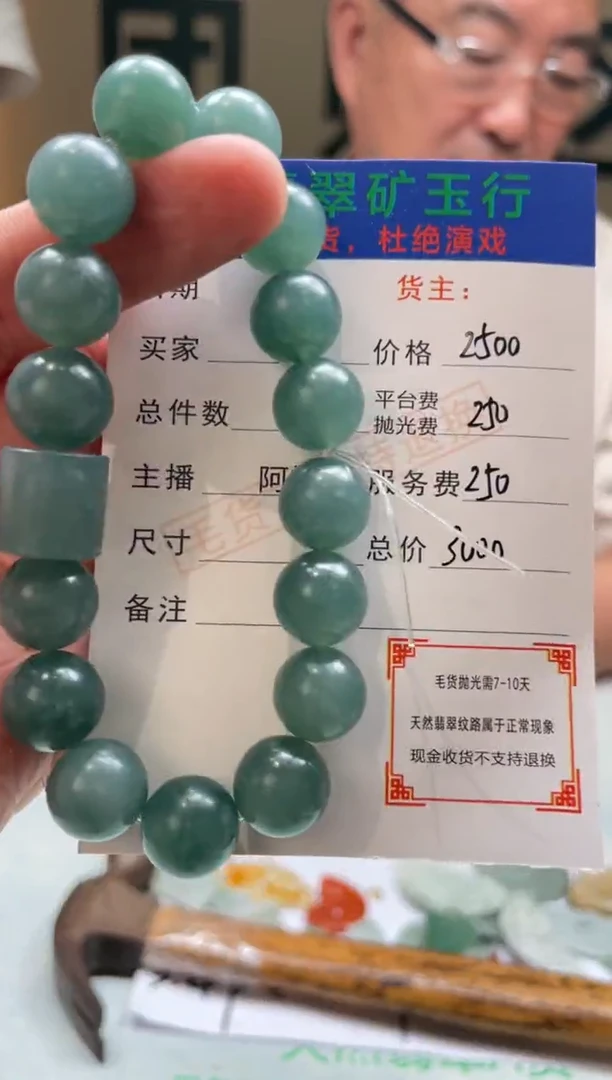 翠矿玉行
货，杜绝演戏
期
货主：
买家
价格 2500
总件数
平台费
抛光费 250
主播 阿
服务费 250
尺寸
总价 3000
备注
毛货抛光需7-10天
天然翡翠纹路属于正常现象
现金收货不支持退换